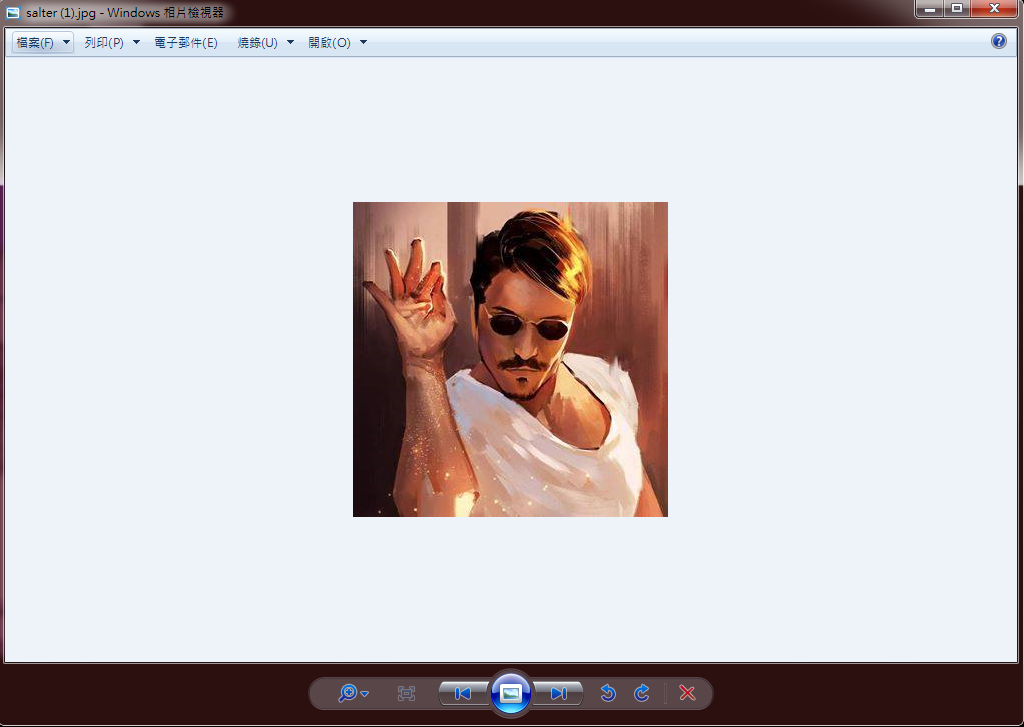 salter (1).jpg - Windows 相片檢視器
檔案(F) 列印(P) 電子郵件(E) 燒錄(U) 開啟(O)